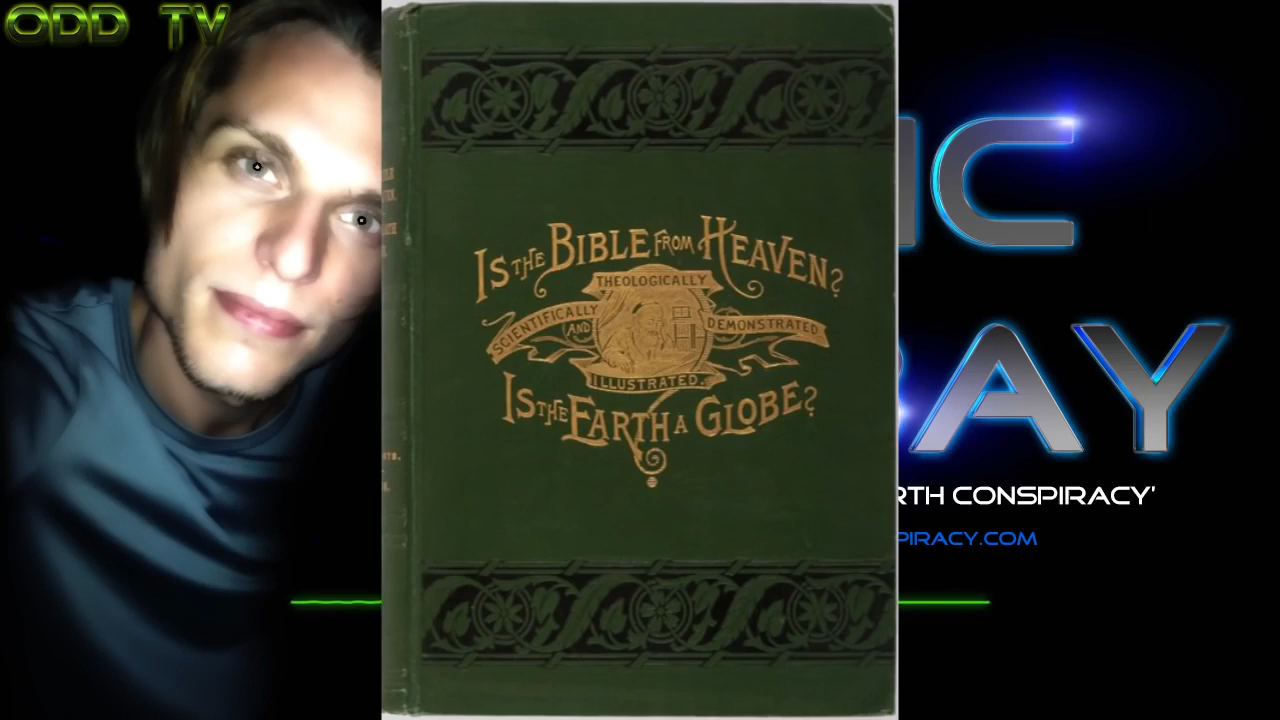 ODD TV
IS THE BIBLE FROM HEAVEN?
THEOLOGICALLY
SCIENTIFICALLY AND DEMONSTRATED
ILLUSTRATED.
IS THE EARTH A GLOBE?
IC
AY
RTH CONSPIRACY'
PIRACY.COM